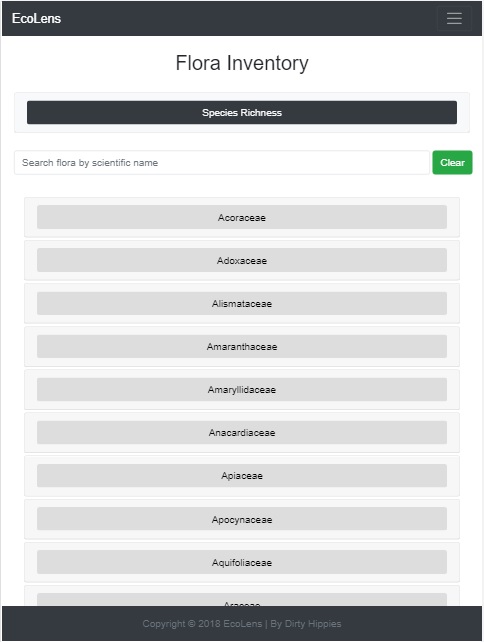 EcoLens
Flora Inventory
Species Richness
Search flora by scientific name
Clear
Acoraceae
Adoxaceae
Alismataceae
Amaranthaceae
Amaryllidaceae
Anacardiaceae
Apiaceae
Apocynaceae
Aquifoliaceae
Araceae
Copyright © 2018 EcoLens | By Dirty Hippies